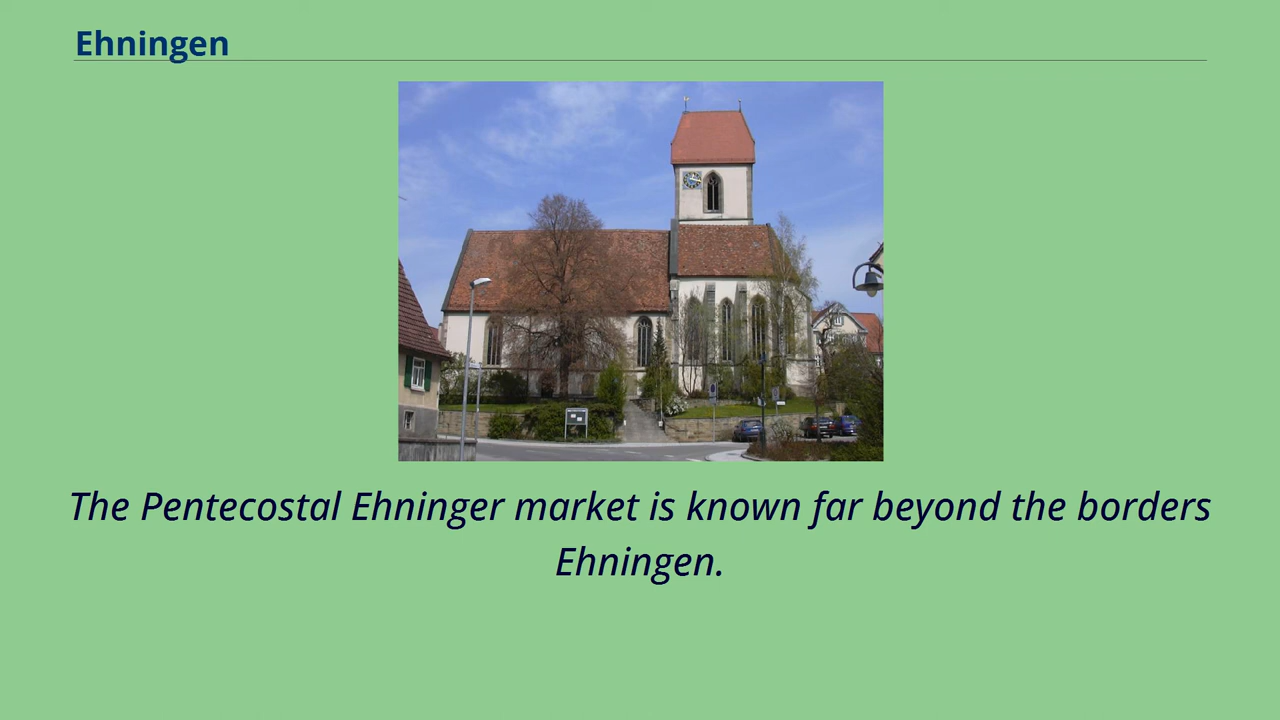 Ehningen
The Pentecostal Ehninger market is known far beyond the borders
Ehningen.